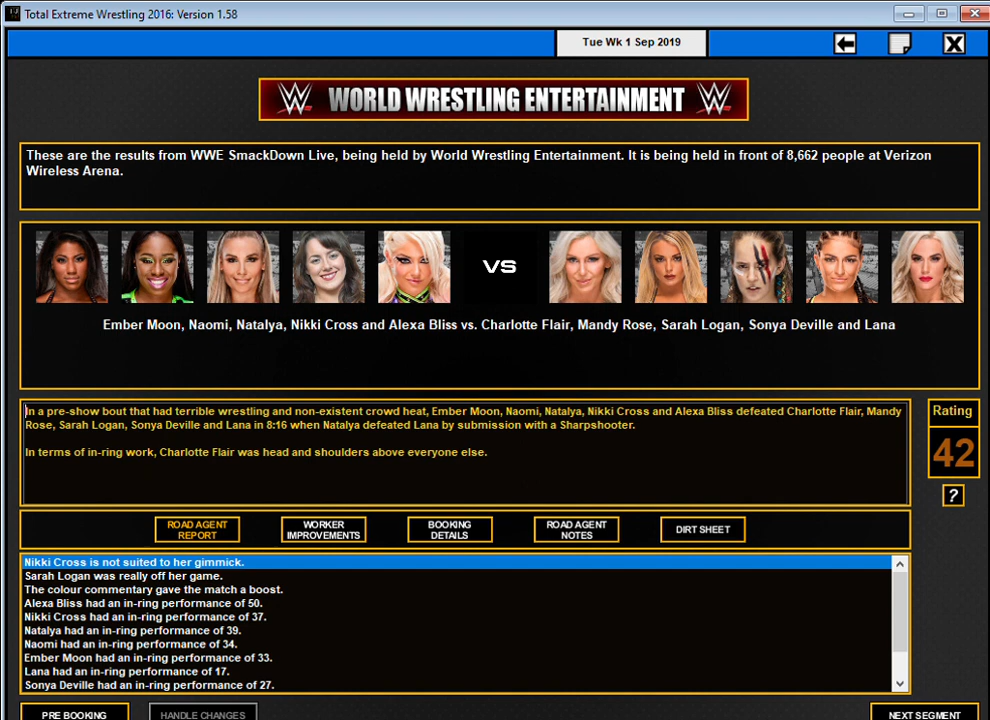 Total Extreme Wrestling 2016: Version 1.58
Tue Wk 1 Sep 2019
WORLD WRESTLING ENTERTAINMENT
These are the results from WWE SmackDown Live, being held by World Wrestling Entertainment. It is being held in front of 8,662 people at Verizon
Wireless Arena.
VS
Ember Moon, Naomi, Natalya, Nikki Cross and Alexa Bliss vs. Charlotte Flair, Mandy Rose, Sarah Logan, Sonya Deville and Lana
In a pre-show bout that had terrible wrestling and non-existent crowd heat, Ember Moon, Naomi, Natalya, Nikki Cross and Alexa Bliss defeated Charlotte Flair, Mandy
Rose, Sarah Logan, Sonya Deville and Lana in 8:16 when Natalya defeated Lana by submission with a Sharpshooter.
In terms of in-ring work, Charlotte Flair was head and shoulders above everyone else.
Rating
42
?
ROAD AGENT
REPORT
WORKER
IMPROVEMENTS
BOOKING
DETAILS
ROAD AGENT
NOTES
DIRT SHEET
Nikki Cross is not suited to her gimmick.
Sarah Logan was really off her game.
The colour commentary gave the match a boost.
Alexa Bliss had an in-ring performance of 50.
Nikki Cross had an in-ring performance of 37.
Natalya had an in-ring performance of 39.
Naomi had an in-ring performance of 34.
Ember Moon had an in-ring performance of 33.
Lana had an in-ring performance of 17.
Sonya Deville had an in-ring performance of 27.
PRE BOOKING
HANDLE CHANGES
NEXT SEGMENT